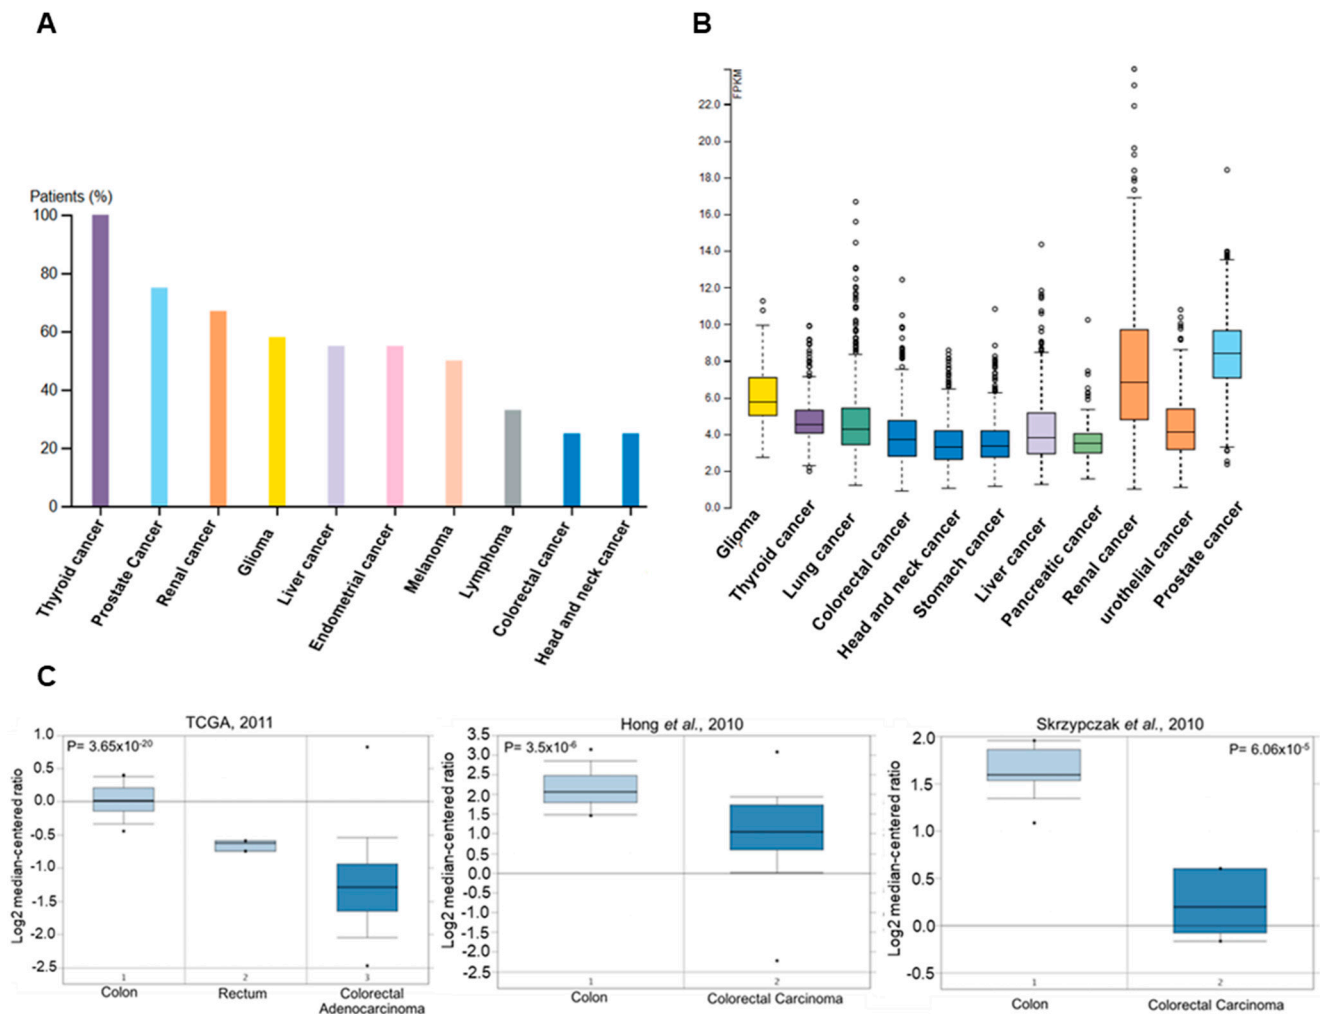 A
Patients (%)
100
80
60
40
20
0
Thyroid cancer
Prostate Cancer
Renal cancer
Glioma
Liver cancer
Endometrial cancer
Melanoma
Lymphoma
Colorectal cancer
Head and neck cancer
B
FPKM
22.0
20.0
18.0
16.0
14.0
12.0
10.0
8.0
6.0
4.0
2.0
0.0
Glioma
Thyroid cancer
Lung cancer
Colorectal cancer
Head and neck cancer
Stomach cancer
Liver cancer
Pancreatic cancer
Renal cancer
urothelial cancer
Prostate cancer
C
TCGA, 2011
P= 3.65x10-20
Log2 median-centered ratio
1.0
0.5
0.0
-0.5
-1.0
-1.5
-2.0
-2.5
1
2
3
Colon
Rectum
Colorectal
Adenocarcinoma
Hong et al., 2010
P= 3.5x10-6
Log2 median-centered ratio
3.5
3.0
2.5
2.0
1.5
1.0
0.5
0.0
-0.5
-1.0
-1.5
-2.0
-2.5
1
2
Colon
Colorectal Carcinoma
Skrzypczak et al., 2010
P= 6.06x10-5
Log2 median-centered ratio
2.0
1.5
1.0
0.5
0.0
-0.5
1
2
Colon
Colorectal Carcinoma